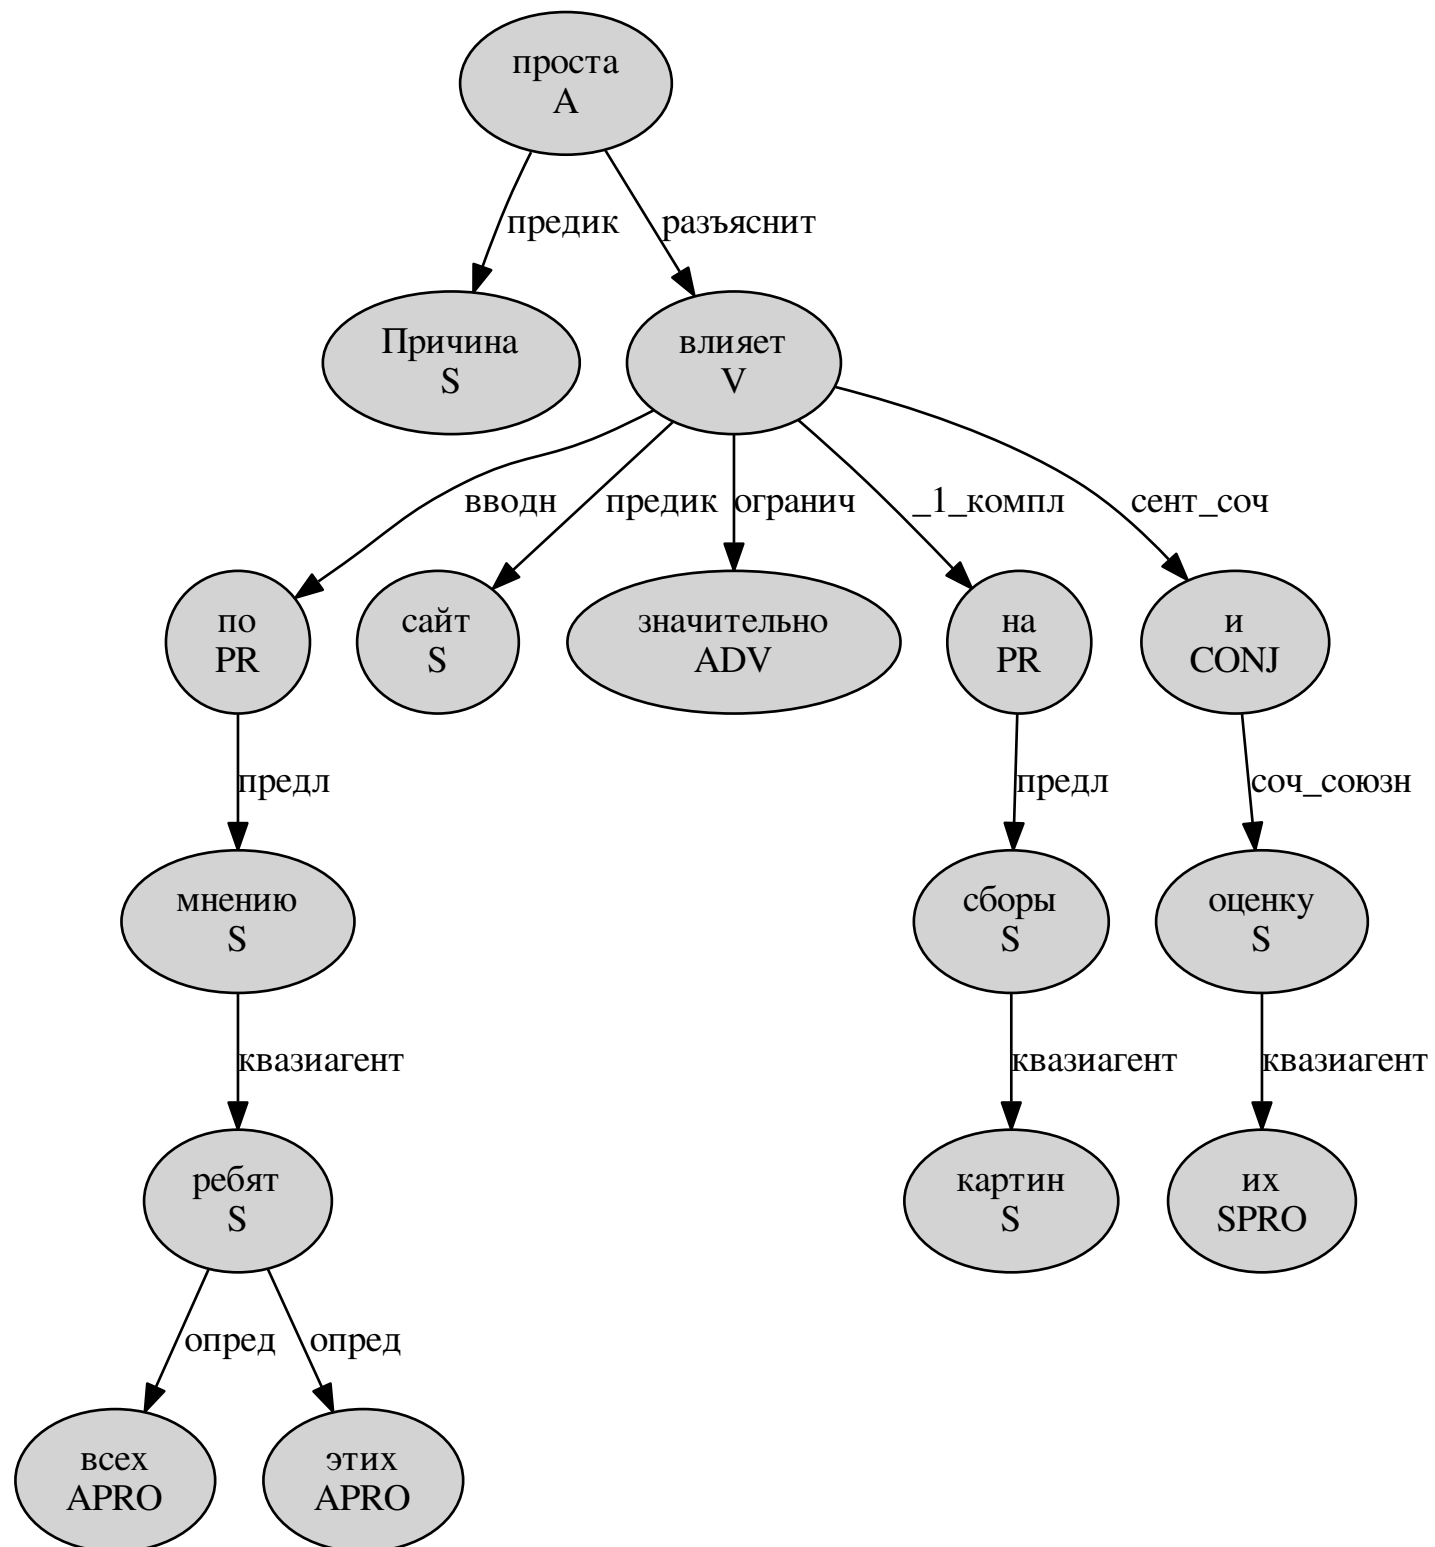 проста
A
предик
разъяснит
Причина
S
влияет
V
вводн
предик
огранич
_1_компл
сент_соч
по
PR
сайт
S
значительно
ADV
на
PR
и
CONJ
предл
предл
соч_союзн
мнению
S
сборы
S
оценку
S
квазиагент
квазиагент
квазиагент
ребят
S
картин
S
их
SPRO
опред
опред
всех
APRO
этих
APRO